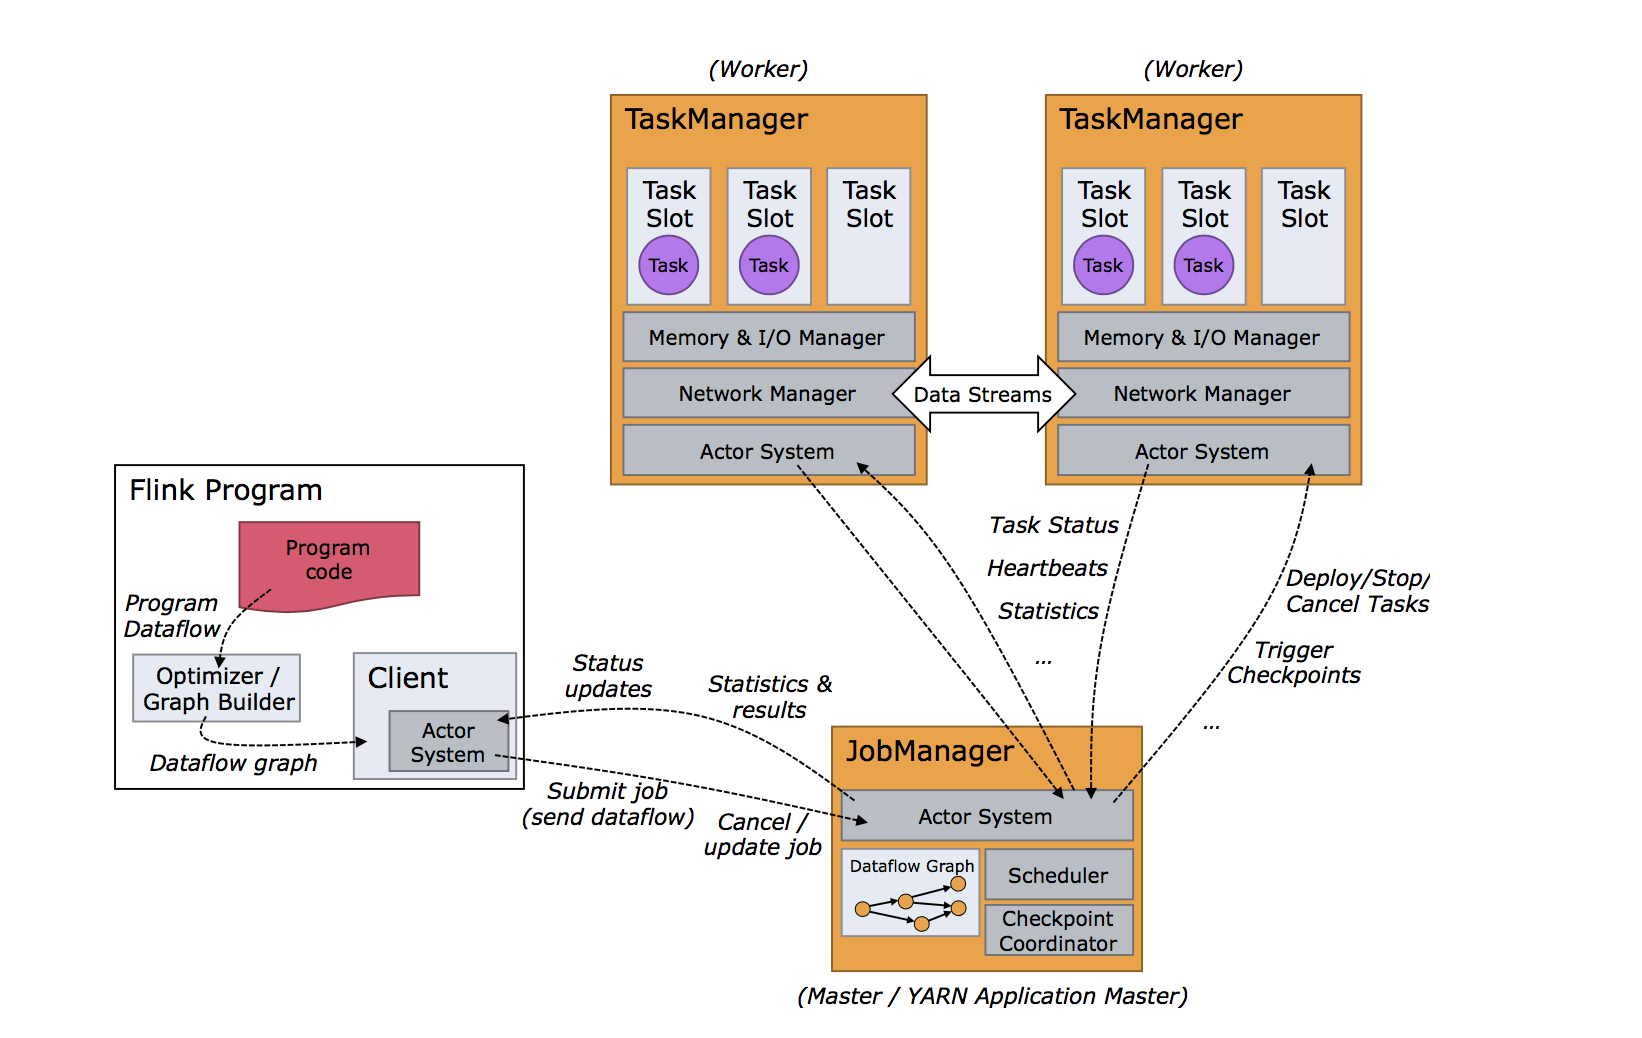 (Worker)
(Worker)
TaskManager
TaskManager
Task
Slot
Task
Task
Slot
Task
Task
Slot
Task
Slot
Task
Task
Slot
Task
Task
Slot
Memory & I/O Manager
Memory & I/O Manager
Network Manager
Data Streams
Network Manager
Actor System
Actor System
Flink Program
Program
code
Program
Dataflow
Optimizer /
Graph Builder
Dataflow graph
Client
Actor
System
Status
updates
Statistics &
results
Submit job
(send dataflow)
Cancel /
update job
Task Status
Heartbeats
Statistics
...
Deploy/Stop/
Cancel Tasks
Trigger
Checkpoints
...
JobManager
Actor System
Dataflow Graph
Scheduler
Checkpoint
Coordinator
(Master / YARN Application Master)